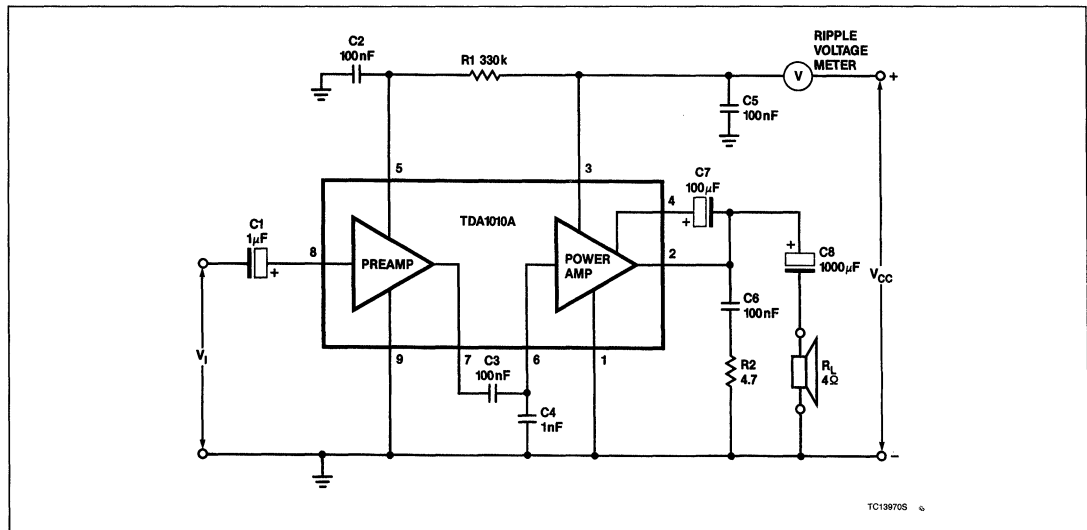 RIPPLE
VOLTAGE
METER
C2
100nF
R1 330k
V
+
C5
100nF
5
3
C7
100μF
TDA1010A
4
+
C1
1μF
+
8
PREAMP
POWER
AMP
2
+
C8
1000μF
VCC
C6
100nF
VI
9
7
C3
100nF
6
1
R2
4.7
RL
4Ω
C4
1nF
−
TC13970S